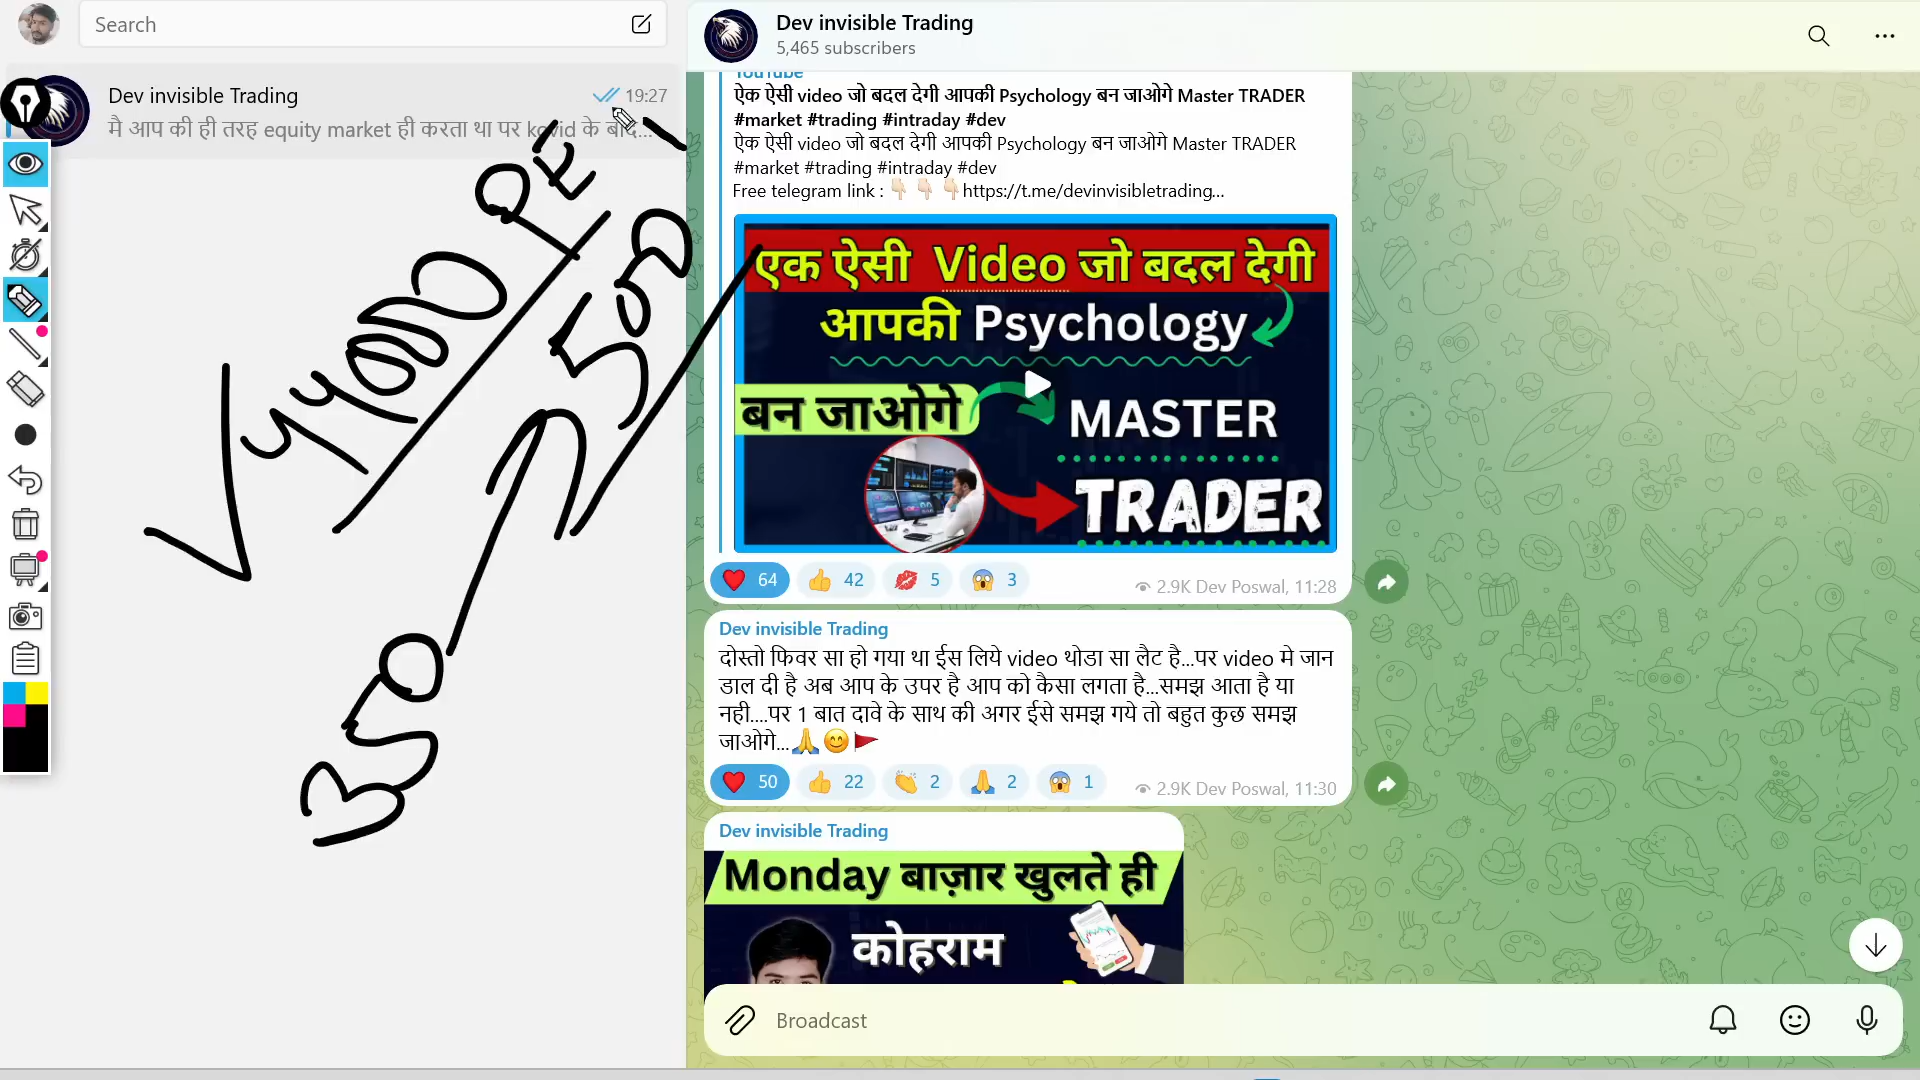 Search
Dev invisible Trading
19:27
मै आप की ही तरह equity market ही करता था पर kovid के बाद...
Dev invisible Trading
5,465 subscribers
YouTube
ऐक ऐसी video जो बदल देगी आपकी Psychology बन जाओगे Master TRADER
#market #trading #intraday #dev
ऐक ऐसी video जो बदल देगी आपकी Psychology बन जाओगे Master TRADER
#market #trading #intraday #dev
Free telegram link : 👇🏻 👇🏻 👇🏻https://t.me/devinvisibletrading...
एक ऐसी Video जो बदल देगी
आपकी Psychology
बन जाओगे MASTER
TRADER
❤️ 64 👍 42 💋 5 😱 3
2.9K Dev Poswal, 11:28
Dev invisible Trading
दोस्तो फिवर सा हो गया था ईस लिये video थोडा सा लैट है...पर video मे जान
डाल दी है अब आप के उपर है आप को कैसा लगता है...समझ आता है या
नही....पर 1 बात दावे के साथ की अगर ईसे समझ गये तो बहुत कुछ समझ
जाओगे...🙏😊🚩
❤️ 50 👍 22 👏 2 🙏 2 😱 1
2.9K Dev Poswal, 11:30
Dev invisible Trading
Monday बाज़ार खुलते ही
कोहराम
Broadcast
44000 PE
500
350